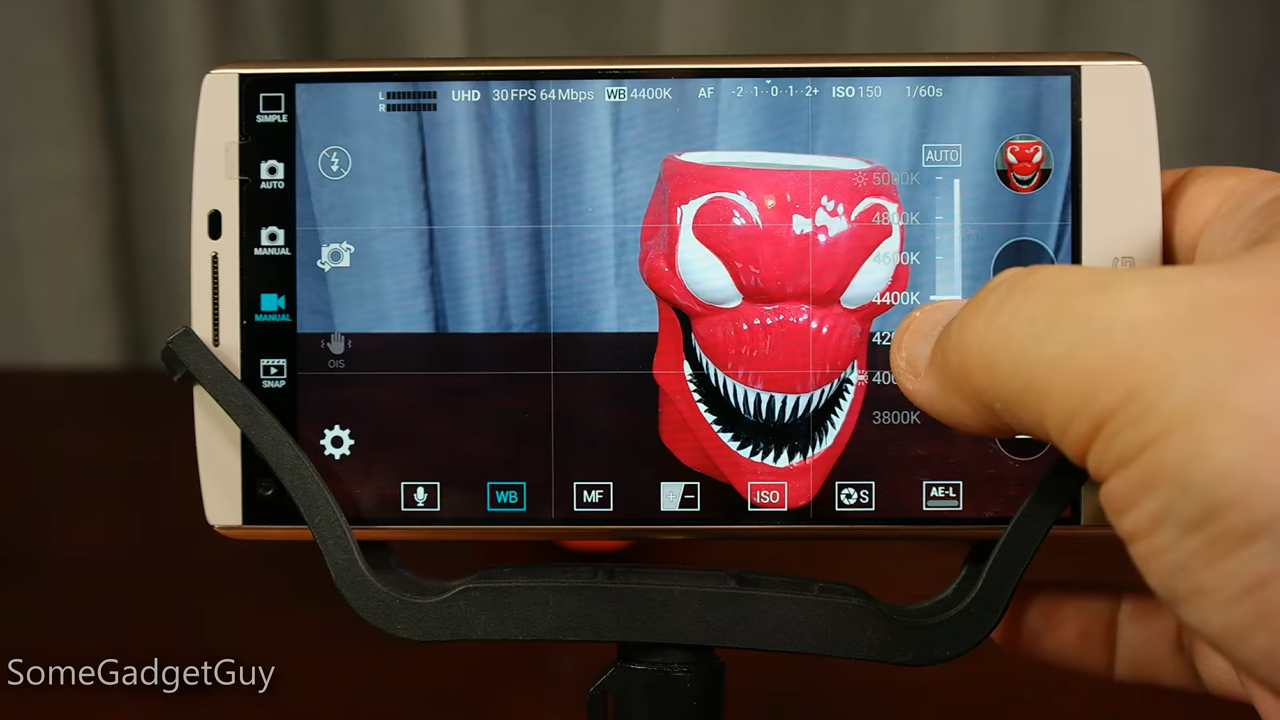 L
R
UHD 30 FPS 64 Mbps WB 4400K AF -2··1··0··1··2+ ISO 150 1/60s
SIMPLE
AUTO
MANUAL
MANUAL
SNAP
OIS
AUTO
5000K
4800K
4600K
4400K
3800K
WB
MF
+ −
ISO
S
AE-L
SomeGadgetGuy